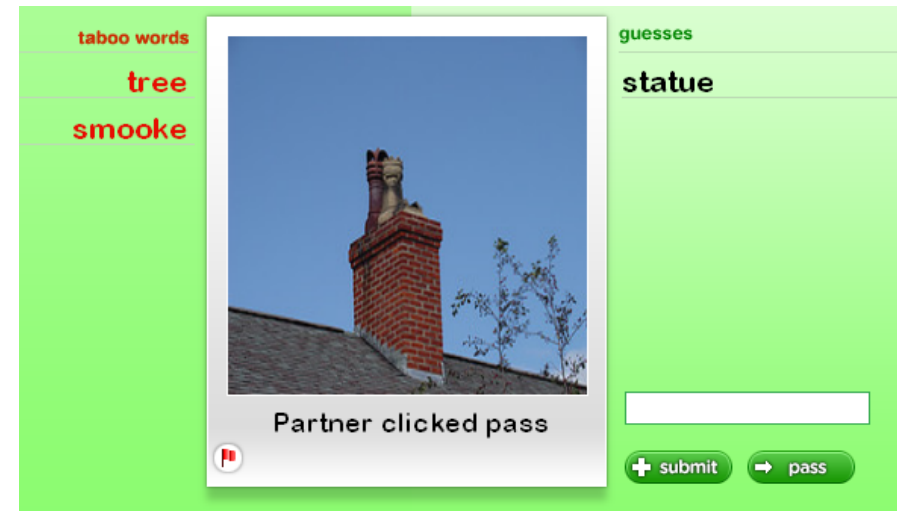 taboo words
tree
smooke
Partner clicked pass
guesses
statue
submit
pass